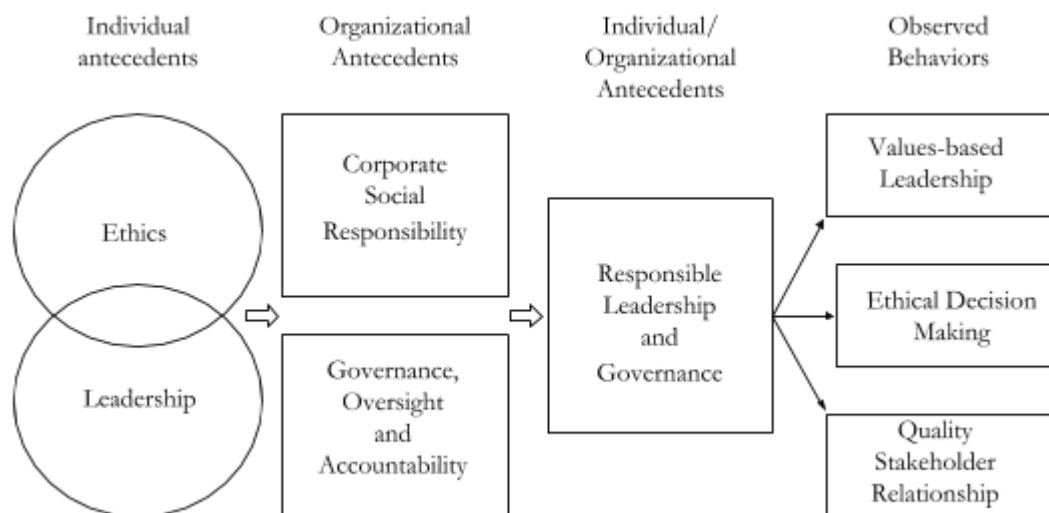 Individual
antecedents
Organizational
Antecedents
Individual/
Organizational
Antecedents
Observed
Behaviors
Ethics
Leadership
Corporate
Social
Responsibility
Governance,
Oversight
and
Accountability
Responsible
Leadership
and
Governance
Values-based
Leadership
Ethical Decision
Making
Quality
Stakeholder
Relationship